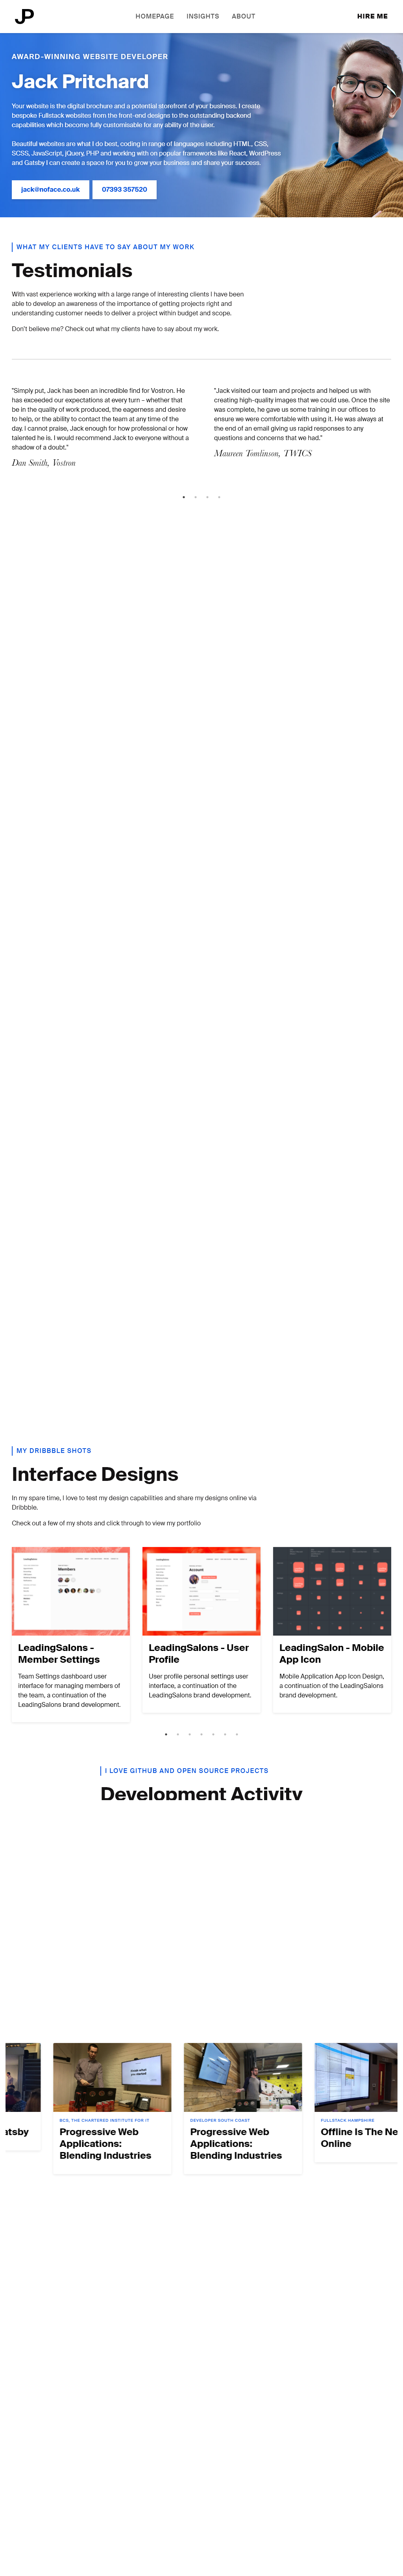 JP
HOMEPAGE
INSIGHTS
ABOUT
HIRE ME
AWARD-WINNING WEBSITE DEVELOPER
Jack Pritchard
Your website is the digital brochure and a potential storefront of your business. I create
bespoke Fullstack websites from the front-end designs to the outstanding backend
capabilities which become fully customisable for any ability of the user.
Beautiful websites are what I do best, coding in range of languages including HTML, CSS,
SCSS, JavaScript, jQuery, PHP and working with on popular frameworks like React, WordPress
and Gatsby I can create a space for you to grow your business and share your success.
jack@noface.co.uk
07393 357520
WHAT MY CLIENTS HAVE TO SAY ABOUT MY WORK
Testimonials
With vast experience working with a large range of interesting clients I have been
able to develop an awareness of the importance of getting projects right and
understanding customer needs to deliver a project within budget and scope.
Don't believe me? Check out what my clients have to say about my work.
"Simply put, Jack has been an incredible find for Vostron. He
has exceeded our expectations at every turn – whether that
be in the quality of work produced, the eagerness and desire
to help, or the ability to contact the team at any time of the
day. I cannot praise, Jack enough for how professional or how
talented he is. I would recommend Jack to everyone without a
shadow of a doubt."
Dan Smith, Vostron
"Jack visited our team and projects and helped us with
creating high-quality images that we could use. Once the site
was complete, he gave us some training in our offices to
ensure we were comfortable with using it. He was always at
the end of an email giving us rapid responses to any
questions and concerns that we had."
Maureen Tomlinson, TWICS
MY DRIBBBLE SHOTS
Interface Designs
In my spare time, I love to test my design capabilities and share my designs online via
Dribbble.
Check out a few of my shots and click through to view my portfolio
Members
Account
LeadingSalons -
Member Settings
Team Settings dashboard user
interface for managing members of
the team, a continuation of the
LeadingSalons brand development.
LeadingSalons - User
Profile
User profile personal settings user
interface, a continuation of the
LeadingSalons brand development.
LeadingSalon - Mobile
App Icon
Mobile Application App Icon Design,
a continuation of the LeadingSalons
brand development.
I LOVE GITHUB AND OPEN SOURCE PROJECTS
Development Activity
atsby
BCS, THE CHARTERED INSTITUTE FOR IT
Progressive Web
Applications:
Blending Industries
DEVELOPER SOUTH COAST
Progressive Web
Applications:
Blending Industries
FULLSTACK HAMPSHIRE
Offline Is The Ne
Online